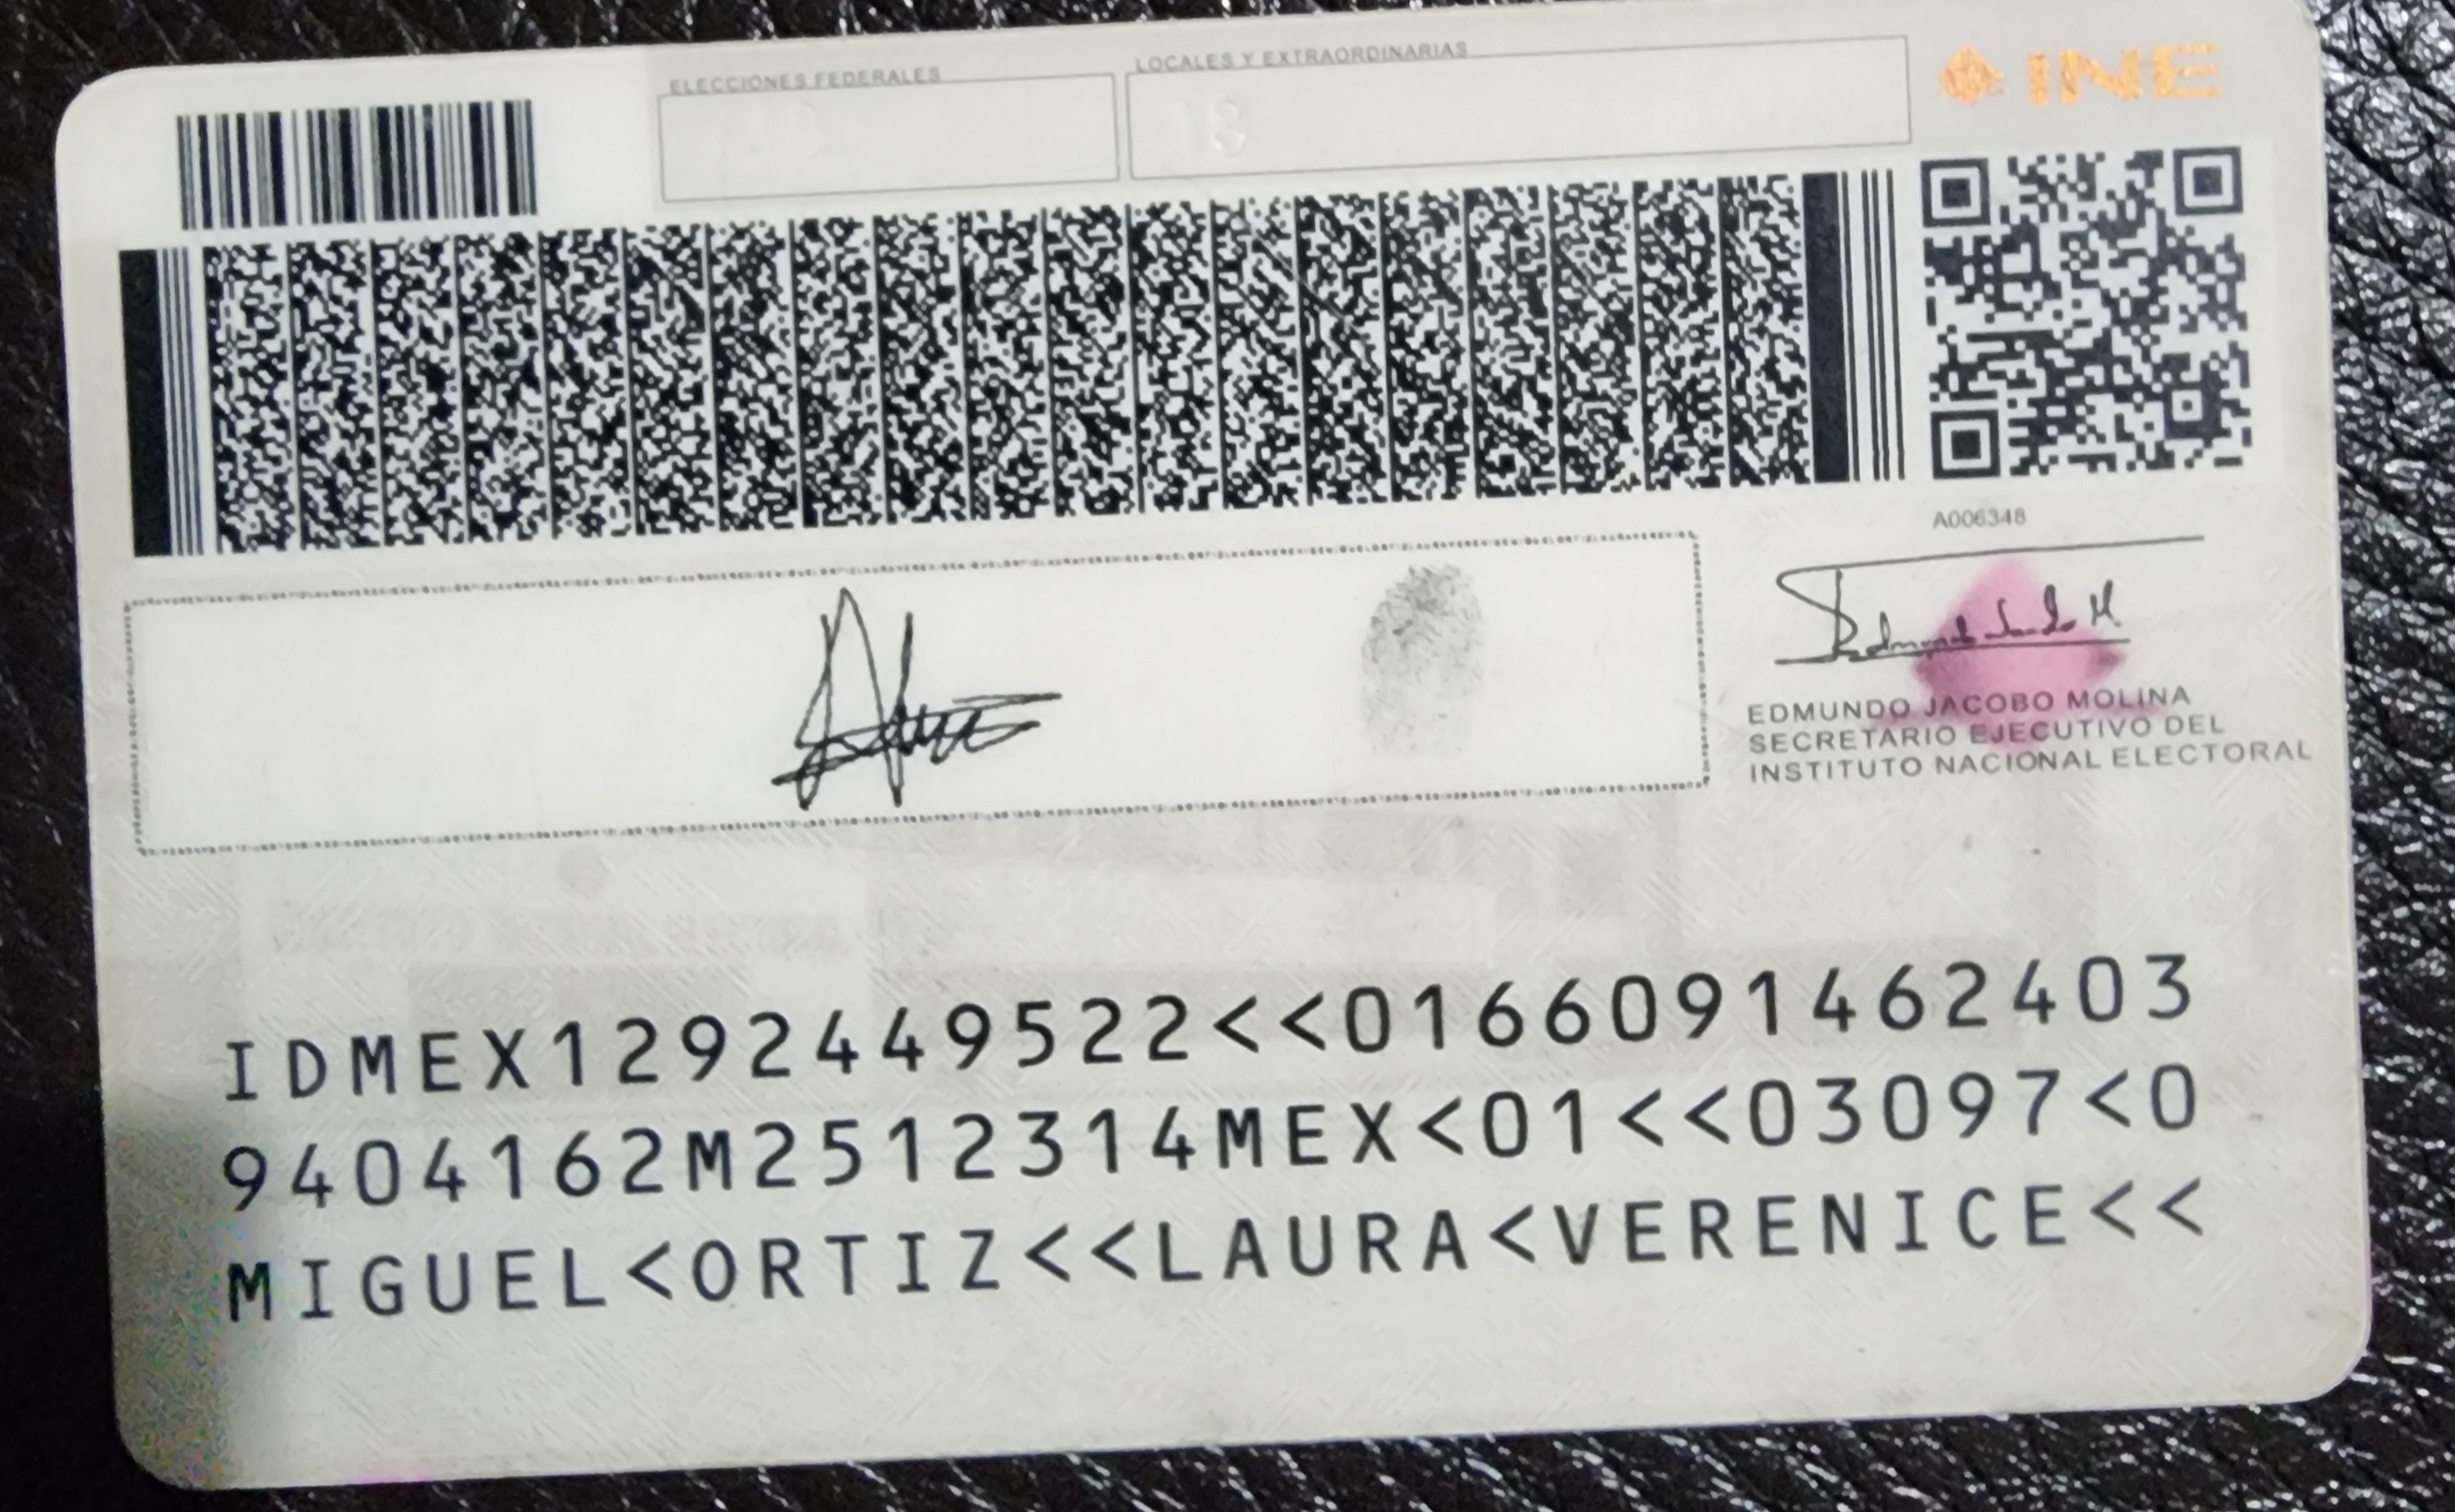 ELECCIONES FEDERALES
LOCALES Y EXTRAORDINARIAS
INE
A006348
EDMUNDO JACOBO MOLINA
SECRETARIO EJECUTIVO DEL
INSTITUTO NACIONAL ELECTORAL
IDMEX1292449522<<0166091462403
9404162M2512314MEX<01<<03097<0
MIGUEL<ORTIZ<<LAURA<VERENICE<<